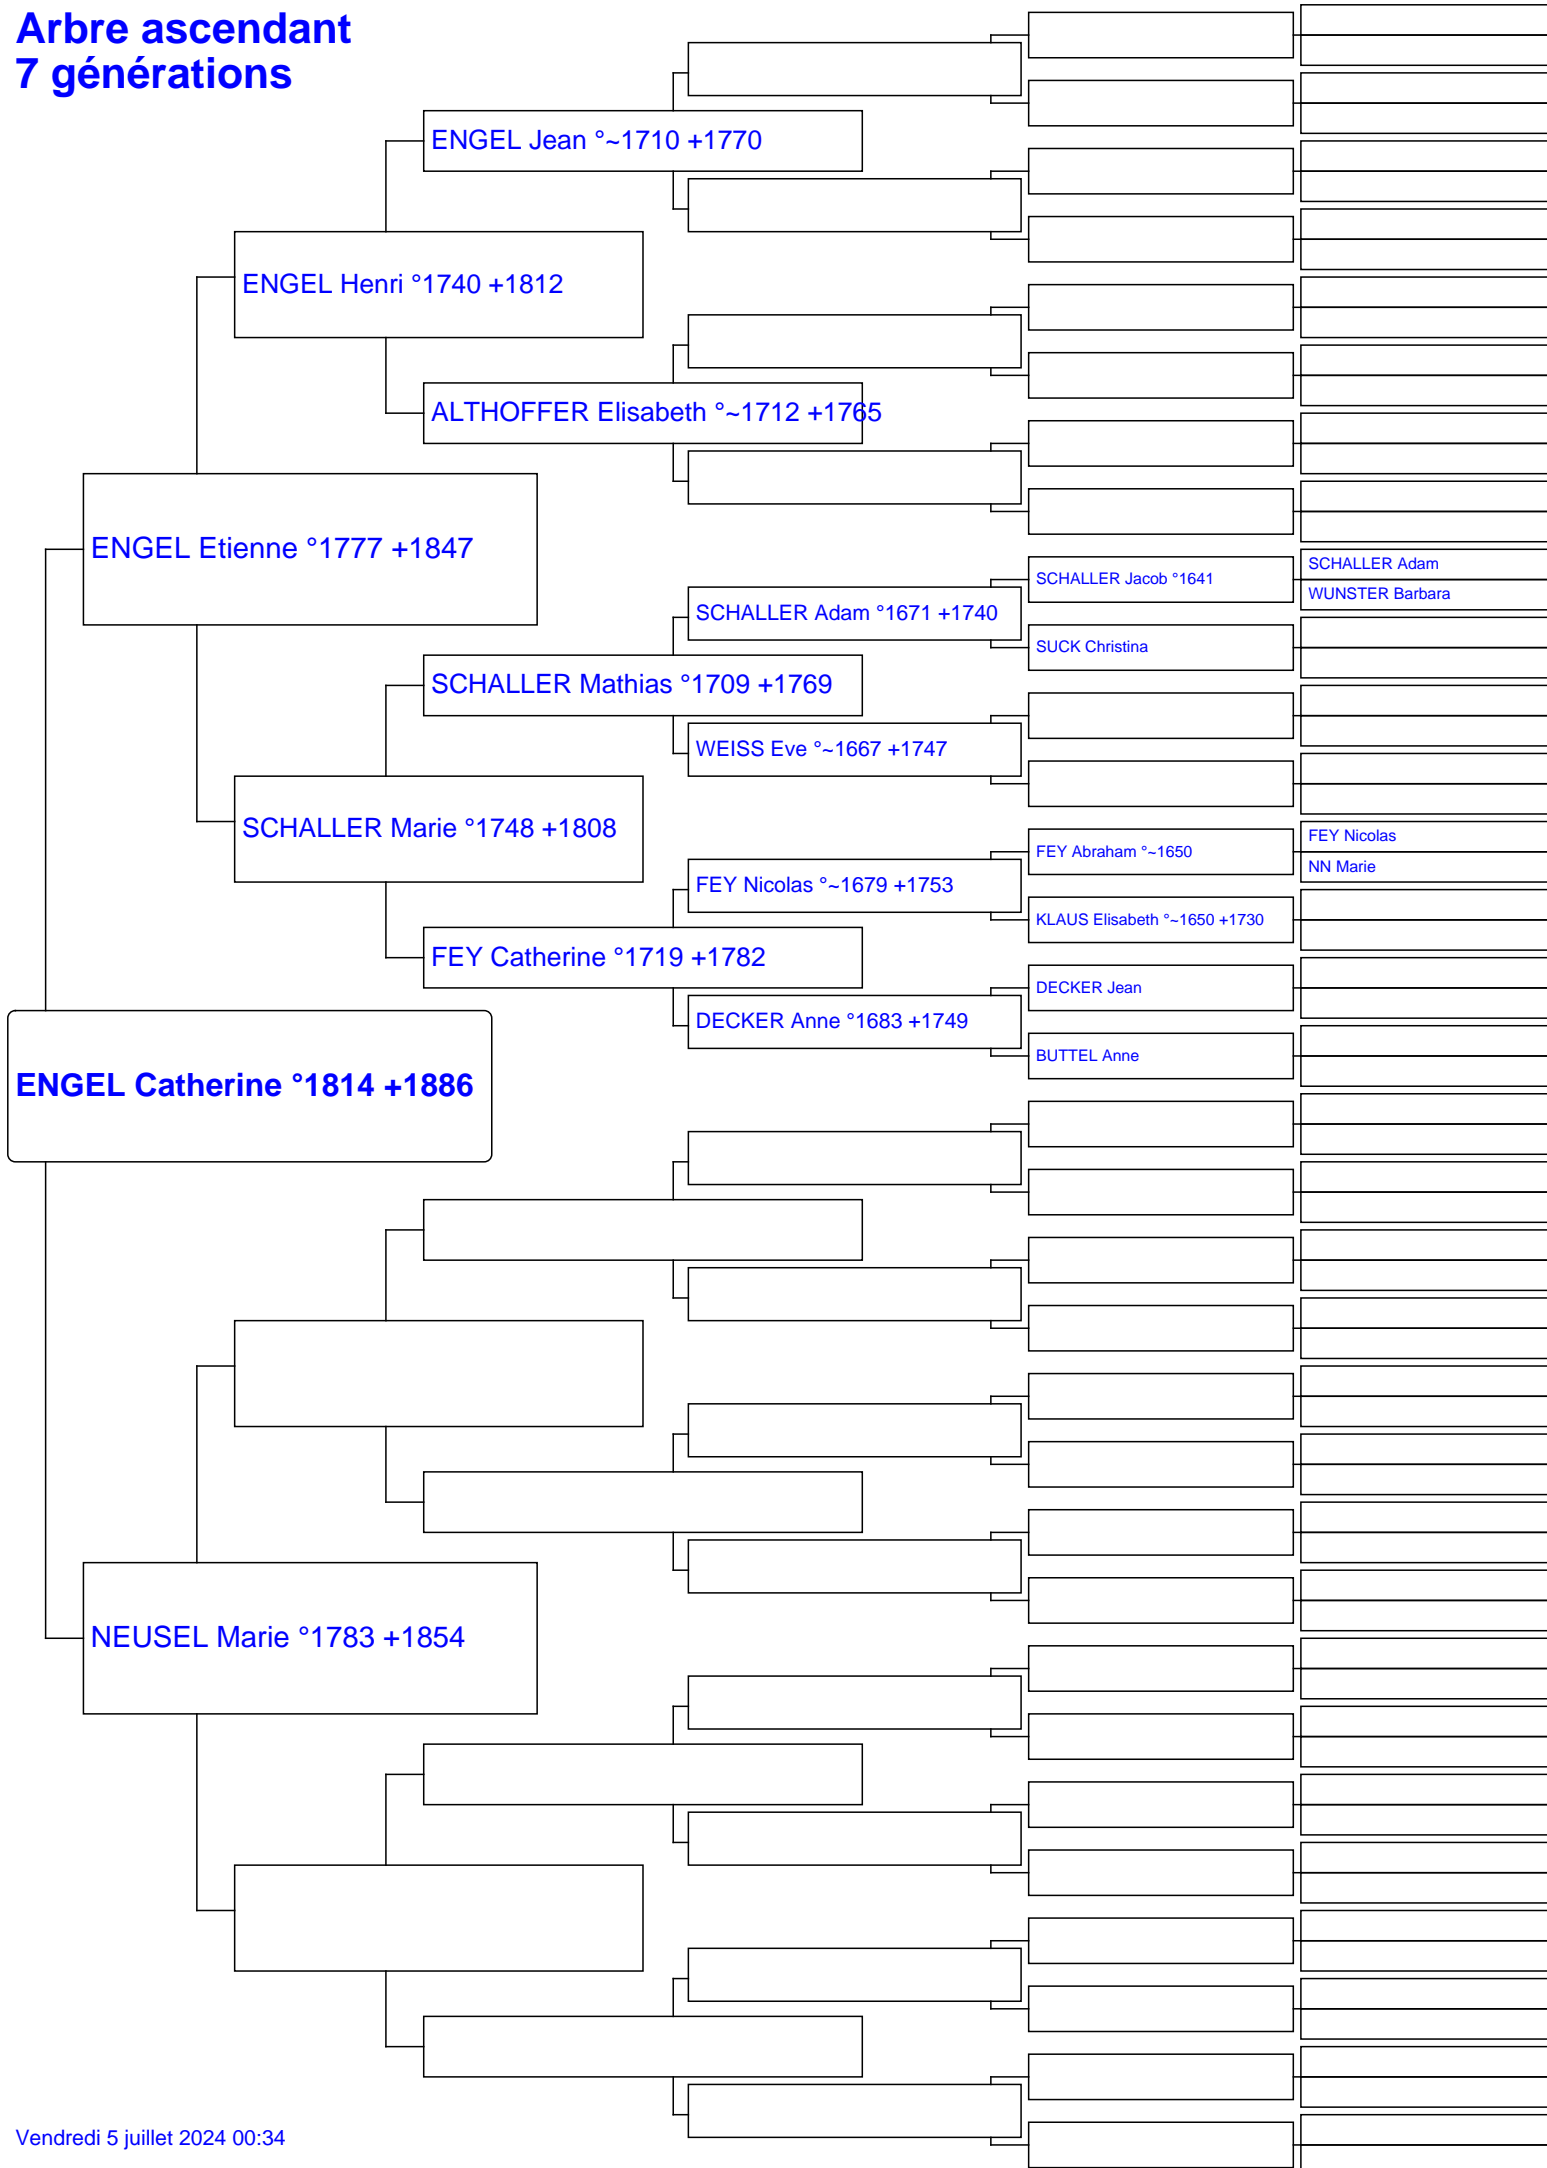 Arbre ascendant
7 générations
ENGEL Jean °~1710 +1770
ENGEL Henri °1740 +1812
ALTHOFFER Elisabeth °~1712 +1765
ENGEL Etienne °1777 +1847
SCHALLER Jacob °1641
SCHALLER Adam
WUNSTER Barbara
SCHALLER Adam °1671 +1740
SUCK Christina
SCHALLER Mathias °1709 +1769
WEISS Eve °~1667 +1747
SCHALLER Marie °1748 +1808
FEY Abraham °~1650
FEY Nicolas
NN Marie
FEY Nicolas °~1679 +1753
KLAUS Elisabeth °~1650 +1730
FEY Catherine °1719 +1782
DECKER Jean
DECKER Anne °1683 +1749
BUTTEL Anne
ENGEL Catherine °1814 +1886
NEUSEL Marie °1783 +1854
Vendredi 5 juillet 2024 00:34